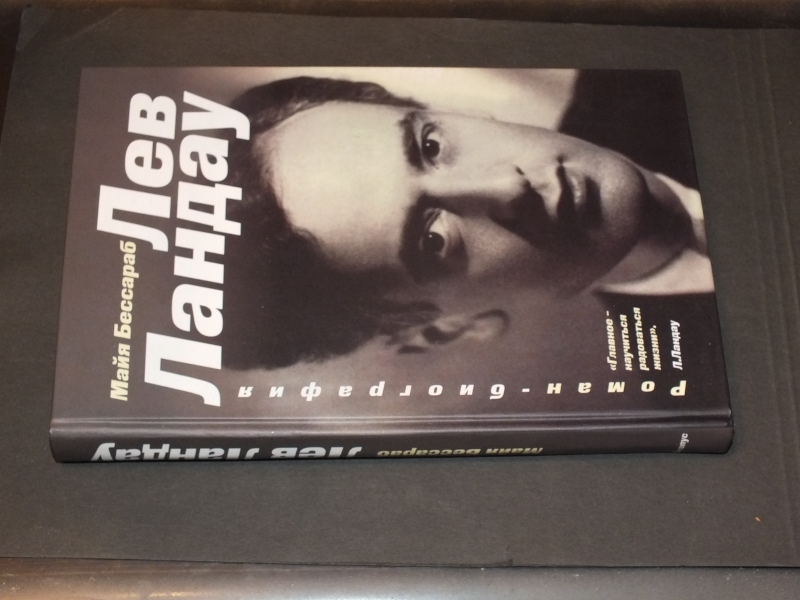 Майя Бессараб
Лев
Ландау
Роман-биография
«Главное –
научиться
радоваться
жизни».
Л.Ландау
Майя Бессараб
Лев Ландау